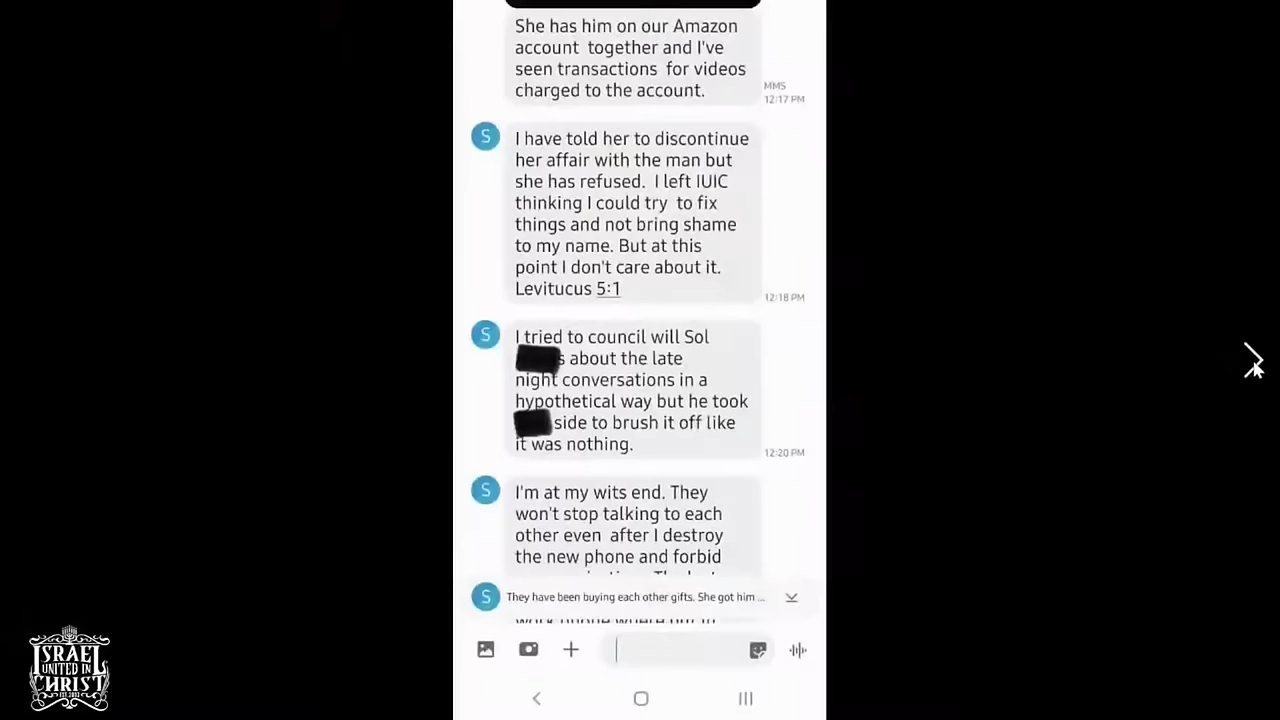 She has him on our Amazon
account together and I've
seen transactions for videos
charged to the account.
MMS
12:17 PM
S
I have told her to discontinue
her affair with the man but
she has refused. I left IUIC
thinking I could try to fix
things and not bring shame
to my name. But at this
point I don't care about it.
Levitucus 5:1
12:18 PM
S
I tried to council will Sol
s about the late
night conversations in a
hypothetical way but he took
side to brush it off like
it was nothing.
12:20 PM
S
I'm at my wits end. They
won't stop talking to each
other even after I destroy
the new phone and forbid
S
They have been buying each other gifts. She got him ...
ISRAEL
UNITED IN
CHRIST
EST. 2003